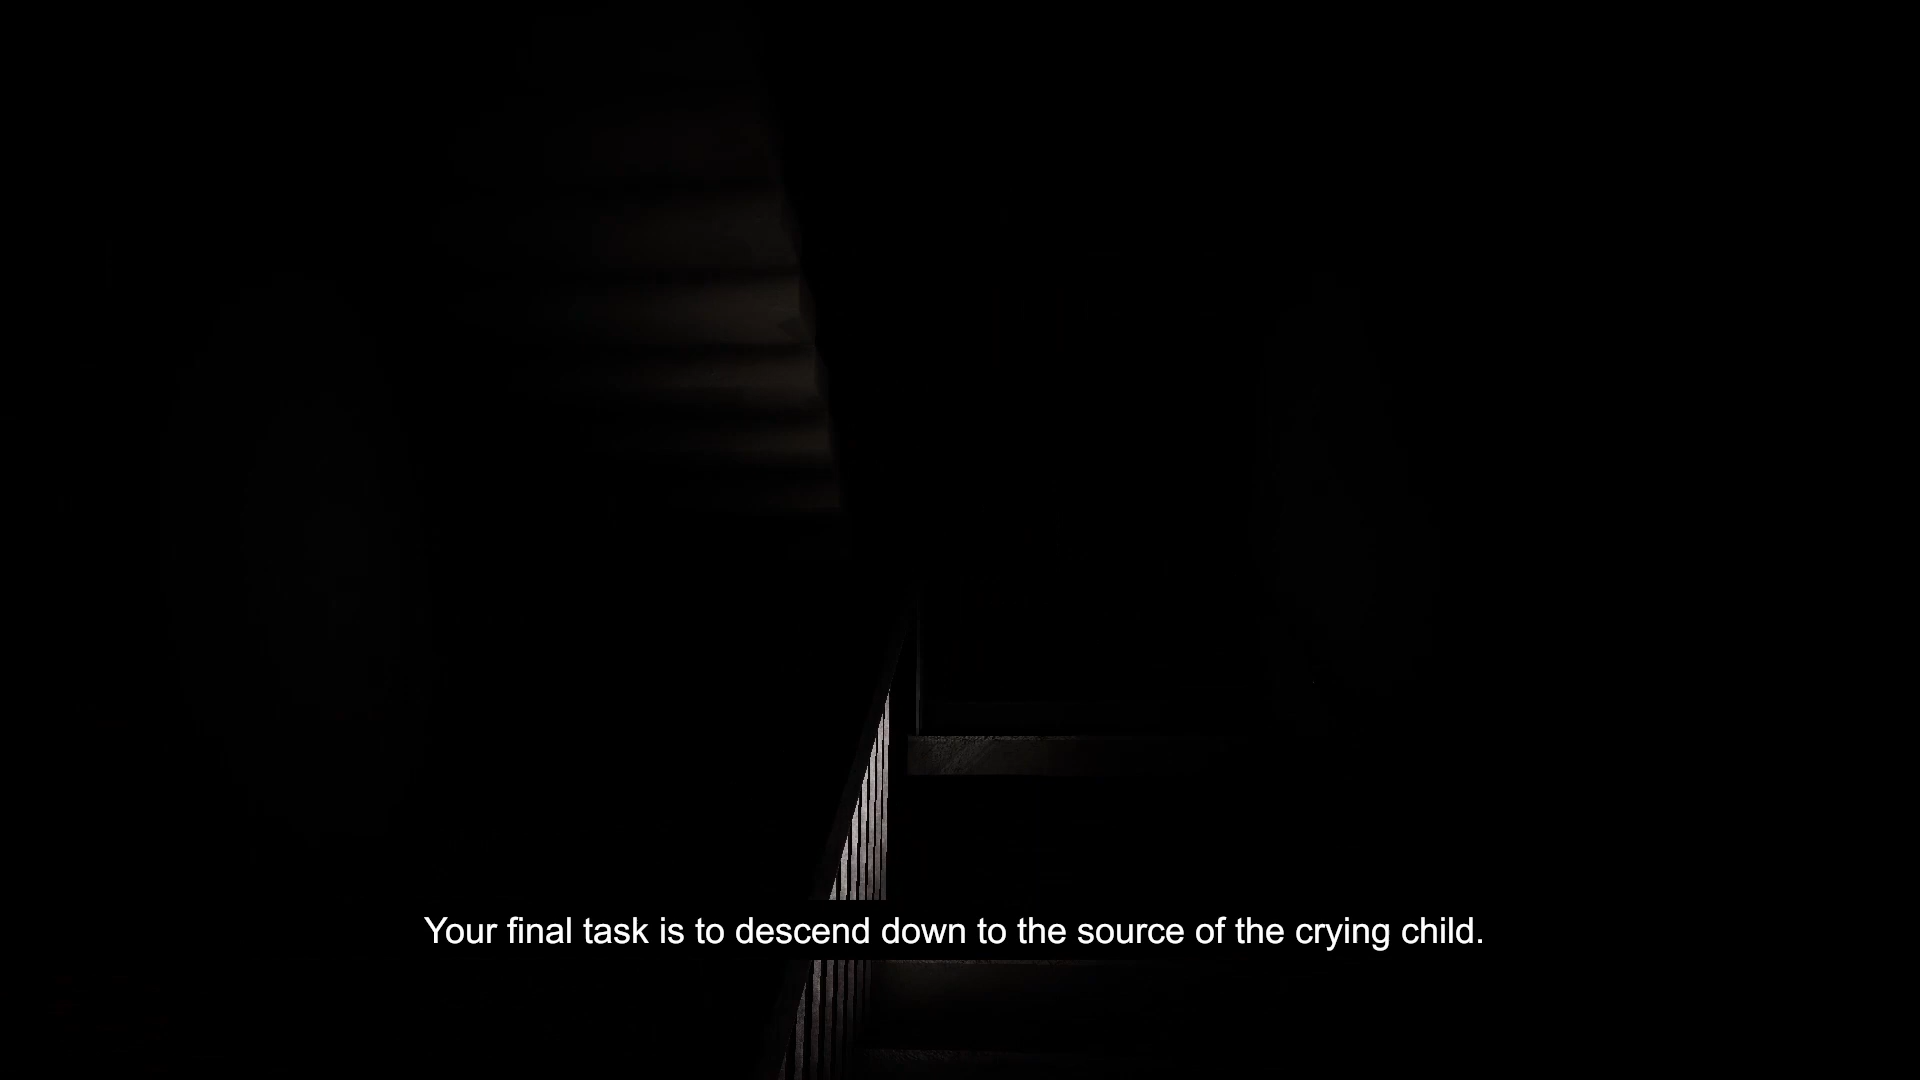 Your final task is to descend down to the source of the crying child.